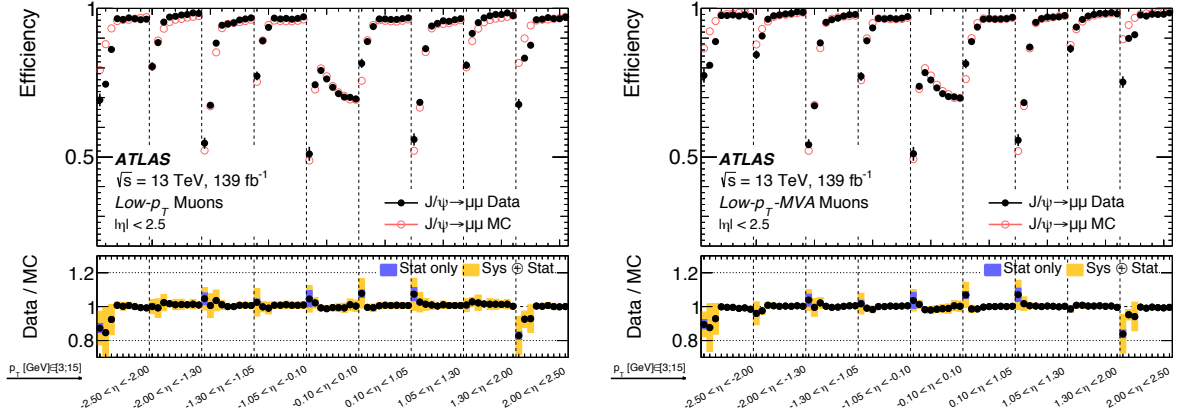 Efficiency
1
0.5
ATLAS
√s = 13 TeV, 139 fb⁻¹
Low-p_T Muons
|η| < 2.5
J/ψ→μμ Data
J/ψ→μμ MC
Data / MC
1.2
1
0.8
Stat only
Sys ⊕ Stat
p_T [GeV]∈[3;15]
-2.50 < η < -2.00
-2.00 < η < -1.30
-1.30 < η < -1.05
-1.05 < η < -0.10
-0.10 < η < 0.10
0.10 < η < 1.05
1.05 < η < 1.30
1.30 < η < 2.00
2.00 < η < 2.50
Efficiency
1
0.5
ATLAS
√s = 13 TeV, 139 fb⁻¹
Low-p_T-MVA Muons
|η| < 2.5
J/ψ→μμ Data
J/ψ→μμ MC
Data / MC
1.2
1
0.8
Stat only
Sys ⊕ Stat
p_T [GeV]∈[3;15]
-2.50 < η < -2.00
-2.00 < η < -1.30
-1.30 < η < -1.05
-1.05 < η < -0.10
-0.10 < η < 0.10
0.10 < η < 1.05
1.05 < η < 1.30
1.30 < η < 2.00
2.00 < η < 2.50